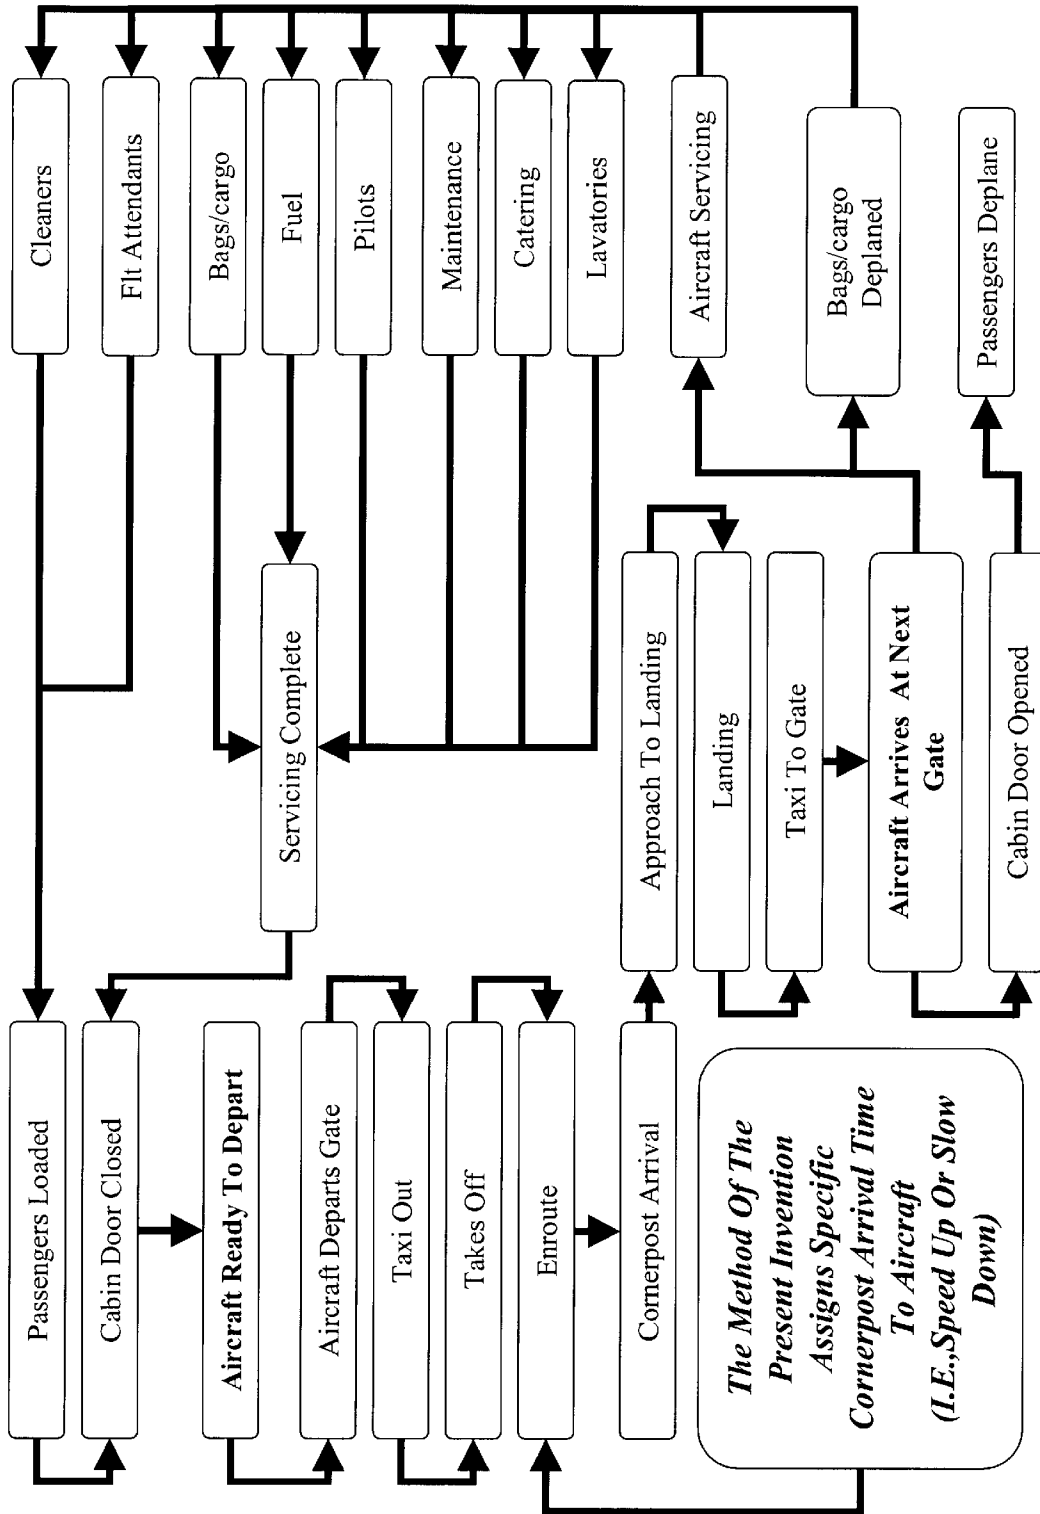 Passengers Loaded
Cabin Door Closed
Aircraft Ready To Depart
Aircraft Departs Gate
Taxi Out
Takes Off
Enroute
Cornerpost Arrival
The Method Of The
Present Invention
Assigns Specific
Cornerpost Arrival Time
To Aircraft
(I.E.,Speed Up Or Slow
Down)
Servicing Complete
Approach To Landing
Landing
Taxi To Gate
Aircraft Arrives At Next
Gate
Cabin Door Opened
Cleaners
Flt Attendants
Bags/cargo
Fuel
Pilots
Maintenance
Catering
Lavatories
Aircraft Servicing
Bags/cargo
Deplaned
Passengers Deplane